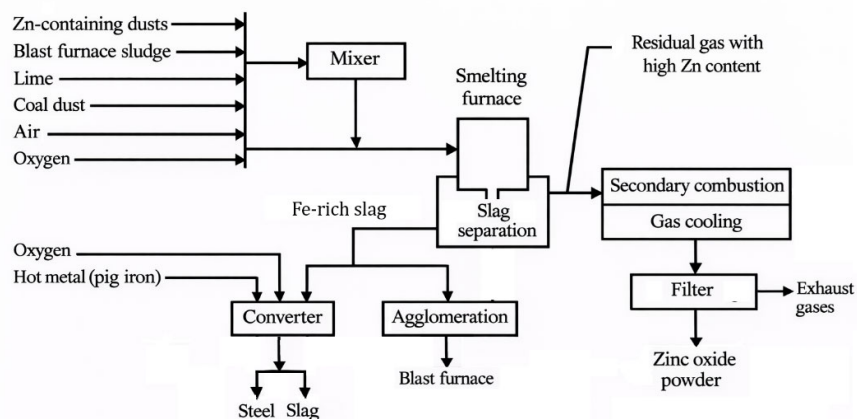 Zn-containing dusts
Blast furnace sludge
Lime
Coal dust
Air
Oxygen
Mixer
Smelting
furnace
Residual gas with
high Zn content
Fe-rich slag
Slag
separation
Secondary combustion
Gas cooling
Oxygen
Hot metal (pig iron)
Converter
Agglomeration
Filter
Exhaust
gases
Blast furnace
Zinc oxide
powder
Steel
Slag